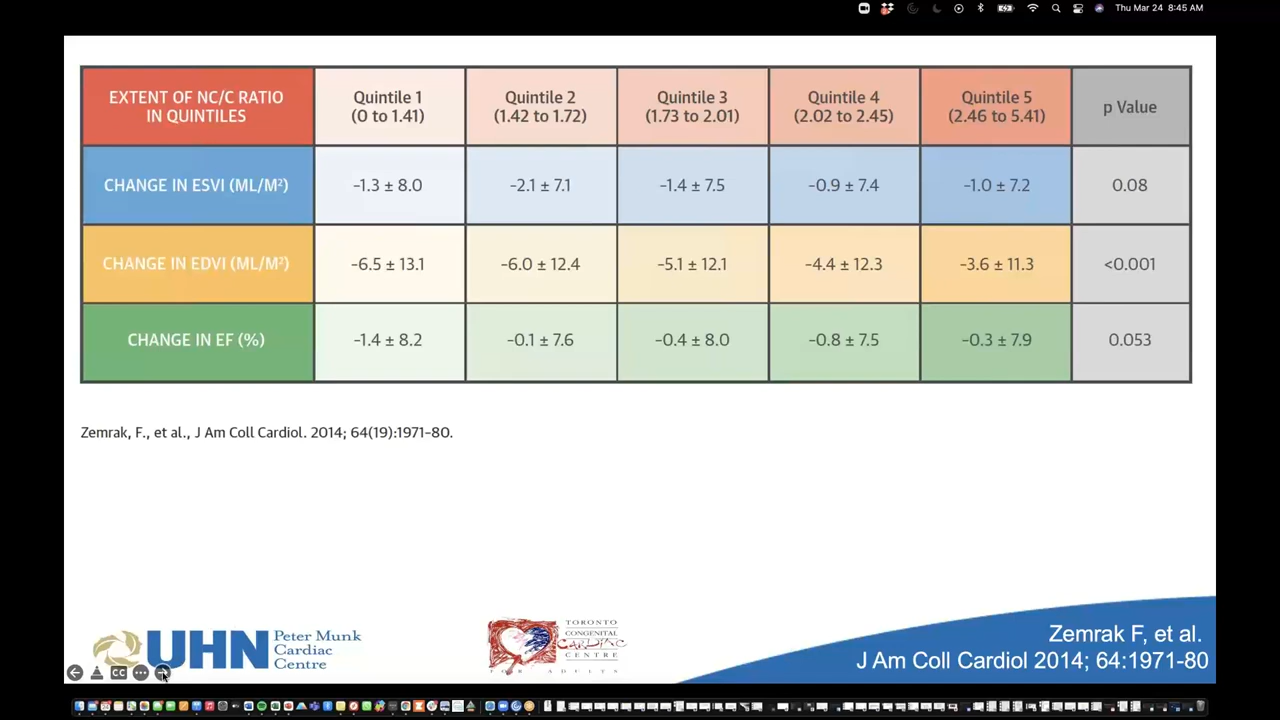 Thu Mar 24 8:45 AM
EXTENT OF NC/C RATIO
IN QUINTILES
Quintile 1
(0 to 1.41)
Quintile 2
(1.42 to 1.72)
Quintile 3
(1.73 to 2.01)
Quintile 4
(2.02 to 2.45)
Quintile 5
(2.46 to 5.41)
p Value
CHANGE IN ESVI (ML/M²)
-1.3 ± 8.0
-2.1 ± 7.1
-1.4 ± 7.5
-0.9 ± 7.4
-1.0 ± 7.2
0.08
CHANGE IN EDVI (ML/M²)
-6.5 ± 13.1
-6.0 ± 12.4
-5.1 ± 12.1
-4.4 ± 12.3
-3.6 ± 11.3
<0.001
CHANGE IN EF (%)
-1.4 ± 8.2
-0.1 ± 7.6
-0.4 ± 8.0
-0.8 ± 7.5
-0.3 ± 7.9
0.053
Zemrak, F., et al., J Am Coll Cardiol. 2014; 64(19):1971-80.
UHN
Peter Munk
Cardiac
Centre
TORONTO
CONGENITAL
CARDIAC
CENTRE
FOR ADULTS
Zemrak F, et al.
J Am Coll Cardiol 2014; 64:1971-80
CC